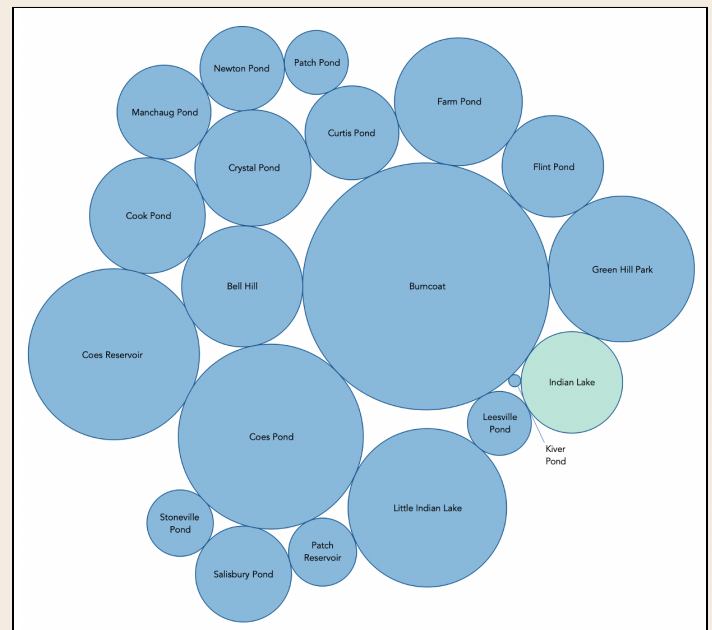 Newton Pond
Patch Pond
Manchaug Pond
Farm Pond
Curtis Pond
Crystal Pond
Flint Pond
Cook Pond
Green Hill Park
Bell Hill
Burncoat
Coes Reservoir
Indian Lake
Leesville
Pond
Kiver
Pond
Coes Pond
Little Indian Lake
Stoneville
Pond
Patch
Reservoir
Salisbury Pond